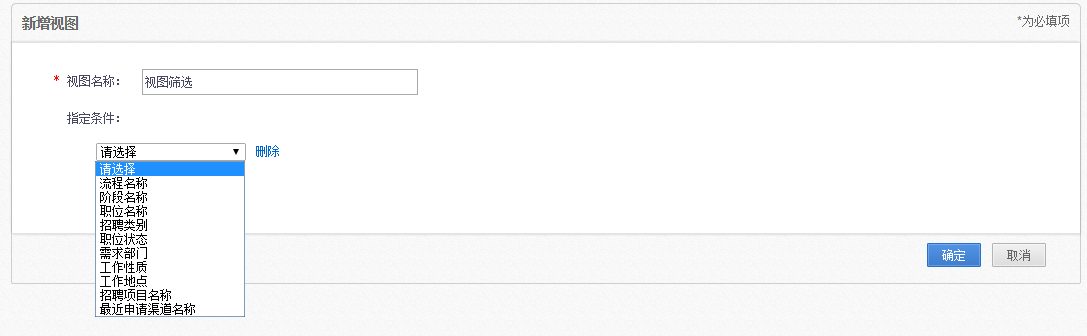 新增视图
*为必填项
* 视图名称：
视图筛选
指定条件：
请选择
删除
请选择
流程名称
阶段名称
职位名称
招聘类别
职位状态
需求部门
工作性质
工作地点
招聘项目名称
最近申请渠道名称
确定
取消